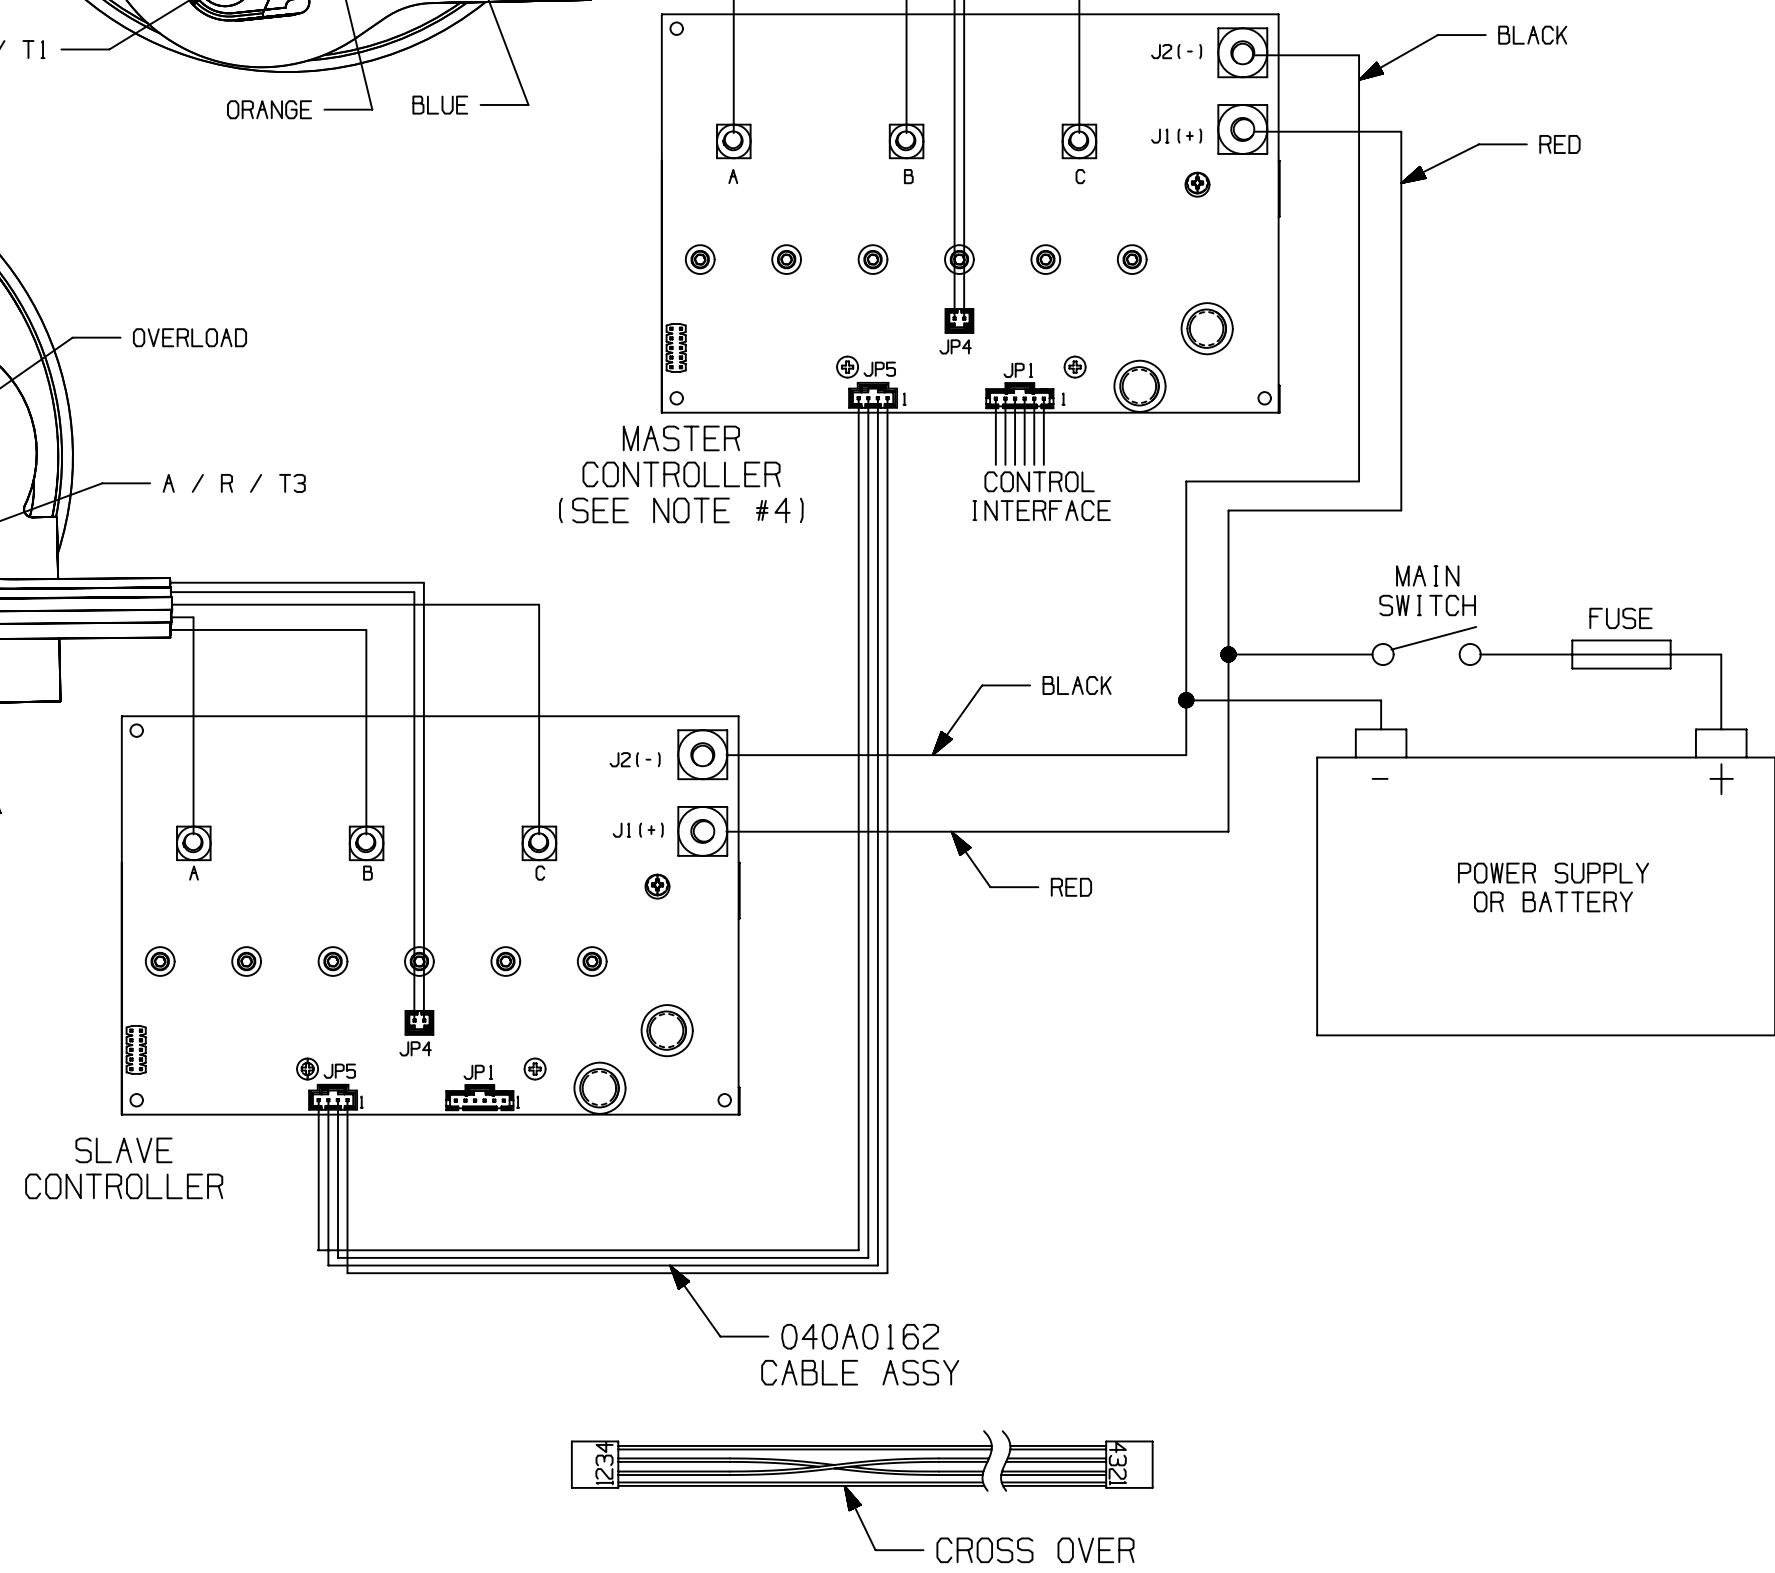 / T1
ORANGE
BLUE
J2(-)
J1(+)
BLACK
RED
A
B
C
OVERLOAD
JP4
JP5
1
JP1
1
MASTER
CONTROLLER
(SEE NOTE #4)
CONTROL
INTERFACE
A / R / T3
MAIN
SWITCH
FUSE
BLACK
RED
-
+
POWER SUPPLY
OR BATTERY
J2(-)
J1(+)
A
B
C
JP4
JP5
1
JP1
1
SLAVE
CONTROLLER
040A0162
CABLE ASSY
1234
4321
CROSS OVER